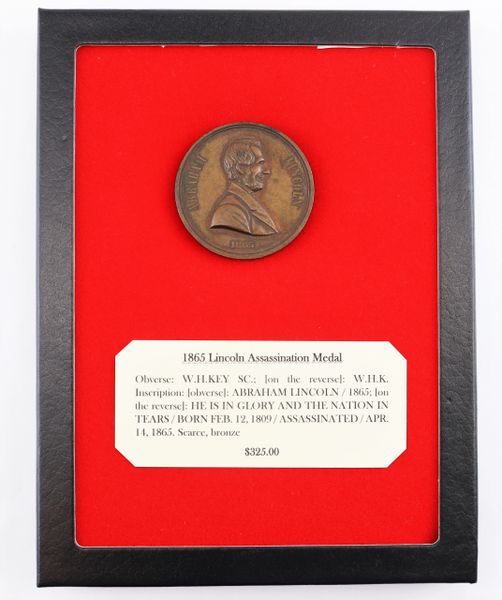 ABRAHAM LINCOLN
1865
1865 Lincoln Assassination Medal
Obverse: W.H.KEY SC.; [on the reverse]: W.H.K.
Inscription: [obverse]: ABRAHAM LINCOLN / 1865; [on
the reverse]: HE IS IN GLORY AND THE NATION IN
TEARS / BORN FEB. 12, 1809 / ASSASSINATED / APR.
14, 1865. Scarce, bronze
$325.00